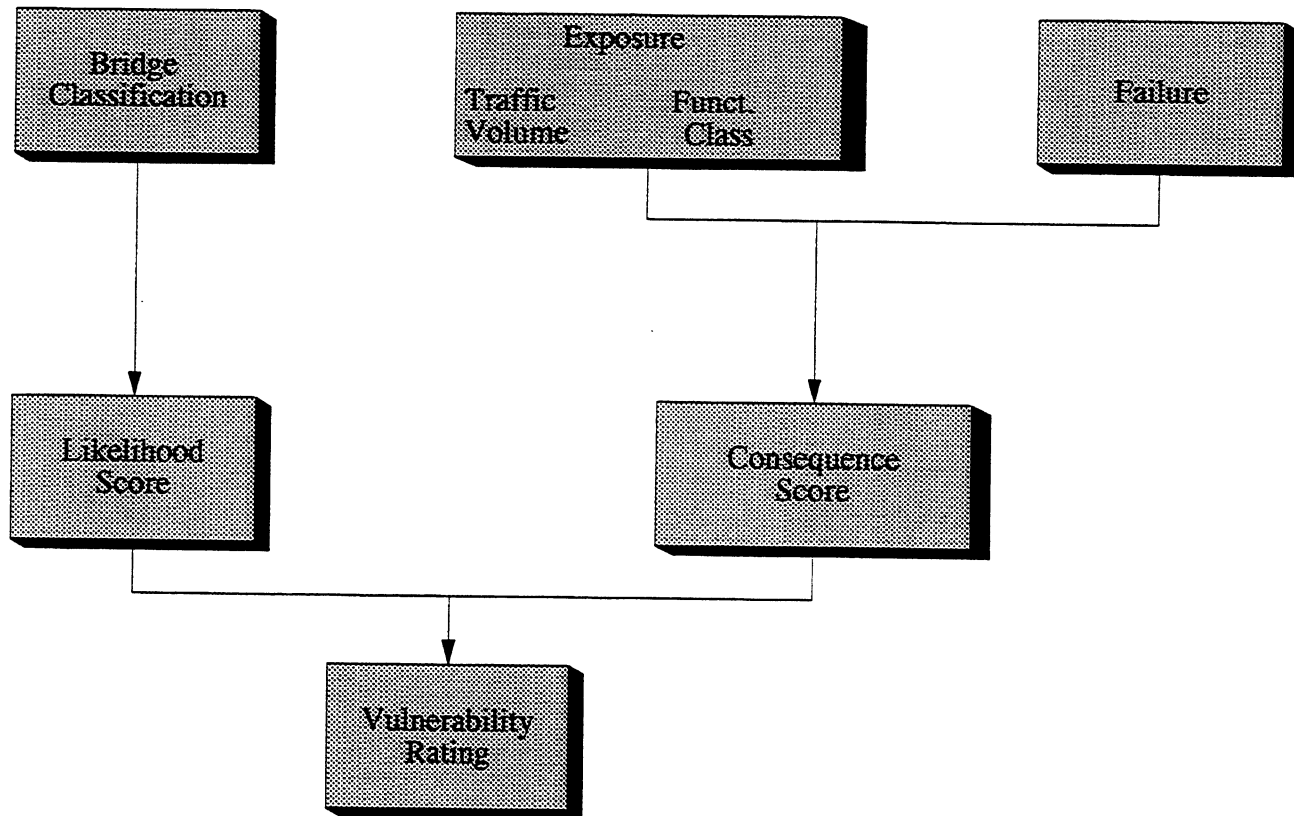 Bridge
Classification
Exposure
Traffic
Volume
Funct.
Class
Failure
Likelihood
Score
Consequence
Score
Vulnerability
Rating